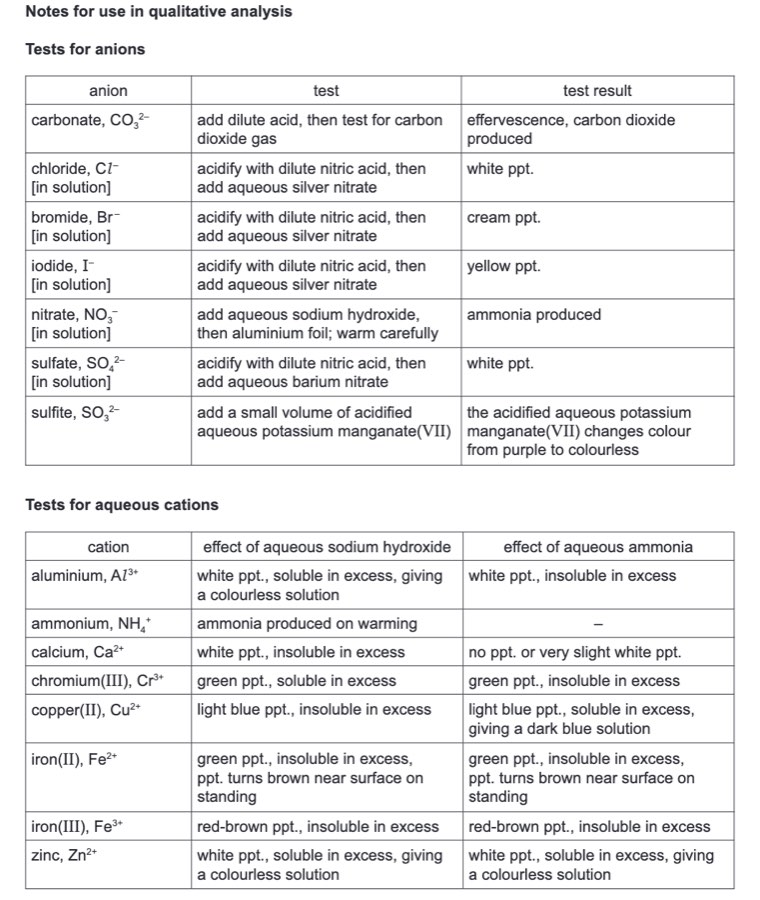 Notes for use in qualitative analysis
Tests for anions
anion test test result
carbonate, CO₃²⁻ add dilute acid, then test for carbon effervescence, carbon dioxide
dioxide gas produced
chloride, Cl⁻ acidify with dilute nitric acid, then white ppt.
[in solution] add aqueous silver nitrate
bromide, Br⁻ acidify with dilute nitric acid, then cream ppt.
[in solution] add aqueous silver nitrate
iodide, I⁻ acidify with dilute nitric acid, then yellow ppt.
[in solution] add aqueous silver nitrate
nitrate, NO₃⁻ add aqueous sodium hydroxide, ammonia produced
[in solution] then aluminium foil; warm carefully
sulfate, SO₄²⁻ acidify with dilute nitric acid, then white ppt.
[in solution] add aqueous barium nitrate
sulfite, SO₃²⁻ add a small volume of acidified the acidified aqueous potassium
aqueous potassium manganate(VII) manganate(VII) changes colour
from purple to colourless
Tests for aqueous cations
cation effect of aqueous sodium hydroxide effect of aqueous ammonia
aluminium, Al³⁺ white ppt., soluble in excess, giving white ppt., insoluble in excess
a colourless solution
ammonium, NH₄⁺ ammonia produced on warming –
calcium, Ca²⁺ white ppt., insoluble in excess no ppt. or very slight white ppt.
chromium(III), Cr³⁺ green ppt., soluble in excess green ppt., insoluble in excess
copper(II), Cu²⁺ light blue ppt., insoluble in excess light blue ppt., soluble in excess,
giving a dark blue solution
iron(II), Fe²⁺ green ppt., insoluble in excess, green ppt., insoluble in excess,
ppt. turns brown near surface on ppt. turns brown near surface on
standing standing
iron(III), Fe³⁺ red-brown ppt., insoluble in excess red-brown ppt., insoluble in excess
zinc, Zn²⁺ white ppt., soluble in excess, giving white ppt., soluble in excess, giving
a colourless solution a colourless solution